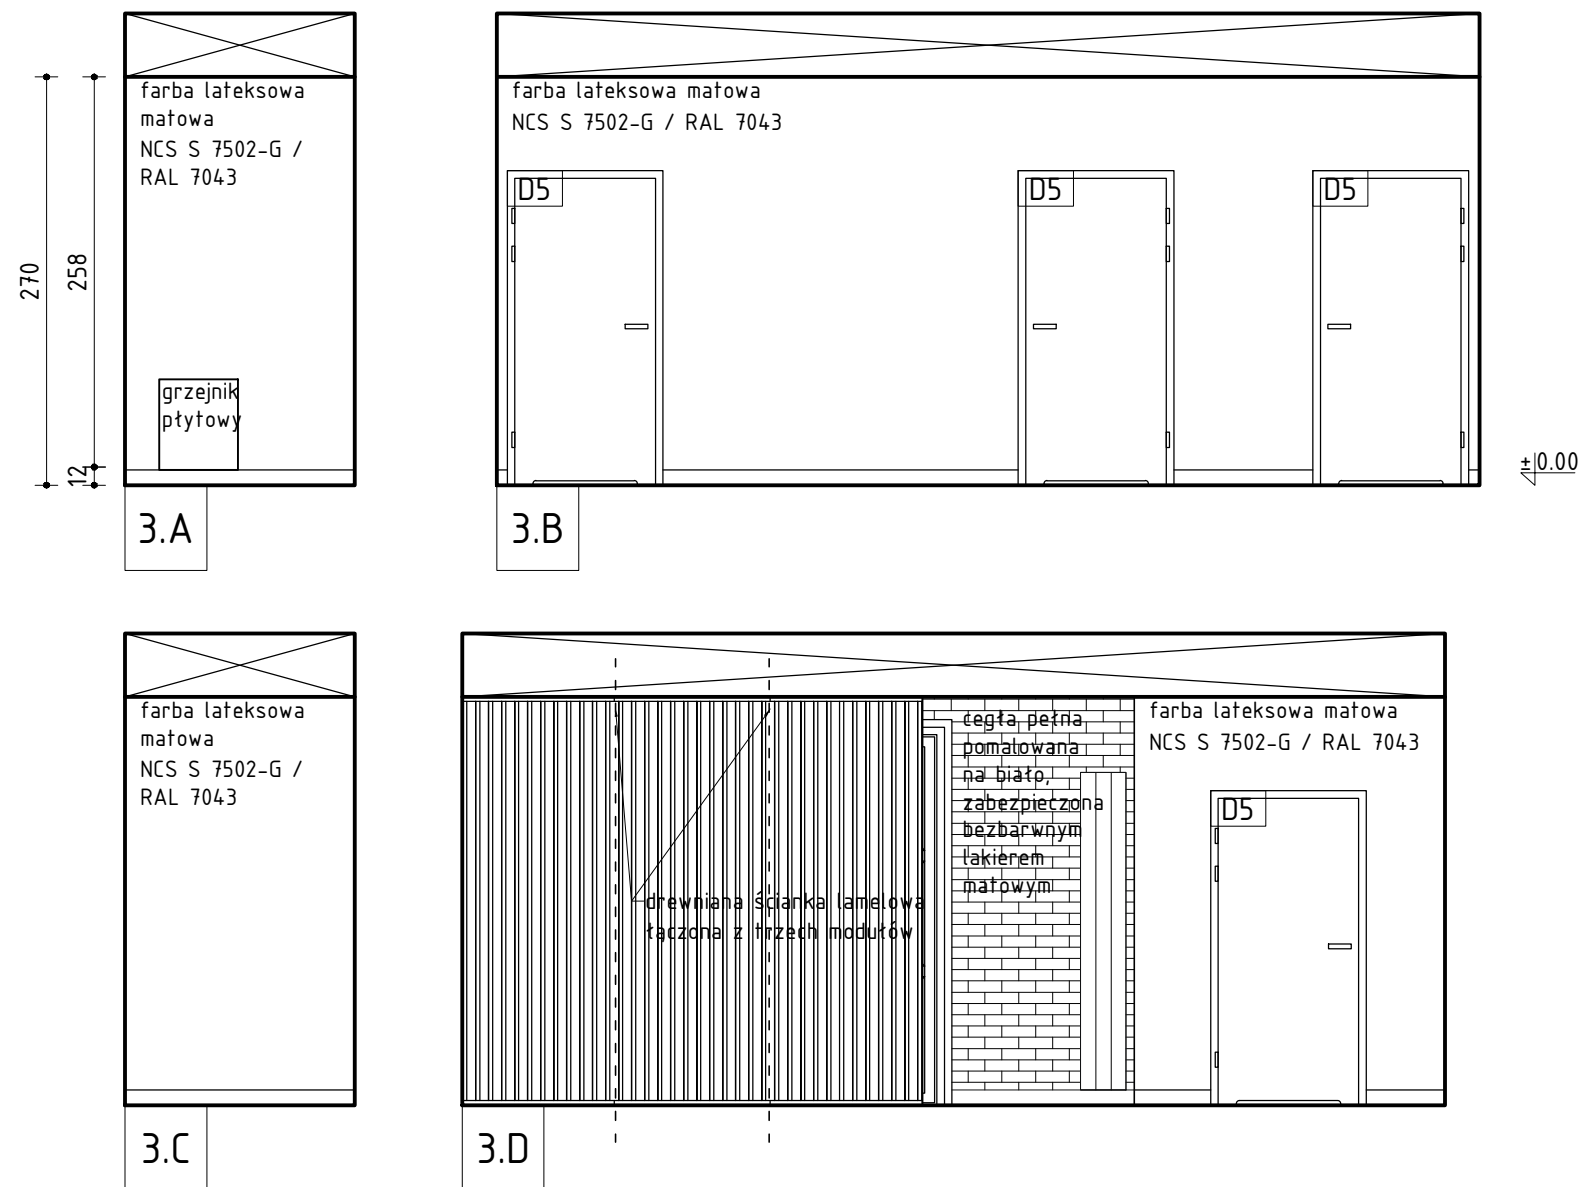 farba lateksowa
matowa
NCS S 7502-G /
RAL 7043
270
258
12
grzejnik
płytowy
3.A
farba lateksowa matowa
NCS S 7502-G / RAL 7043
D5
D5
D5
±0.00
3.B
farba lateksowa
matowa
NCS S 7502-G /
RAL 7043
3.C
cegła pełna
pomalowana
na biało,
zabezpieczona
bezbarwnym
lakierem
matowym
farba lateksowa matowa
NCS S 7502-G / RAL 7043
D5
drewniana ścianka lamelowa
łączona z trzech modułów
3.D